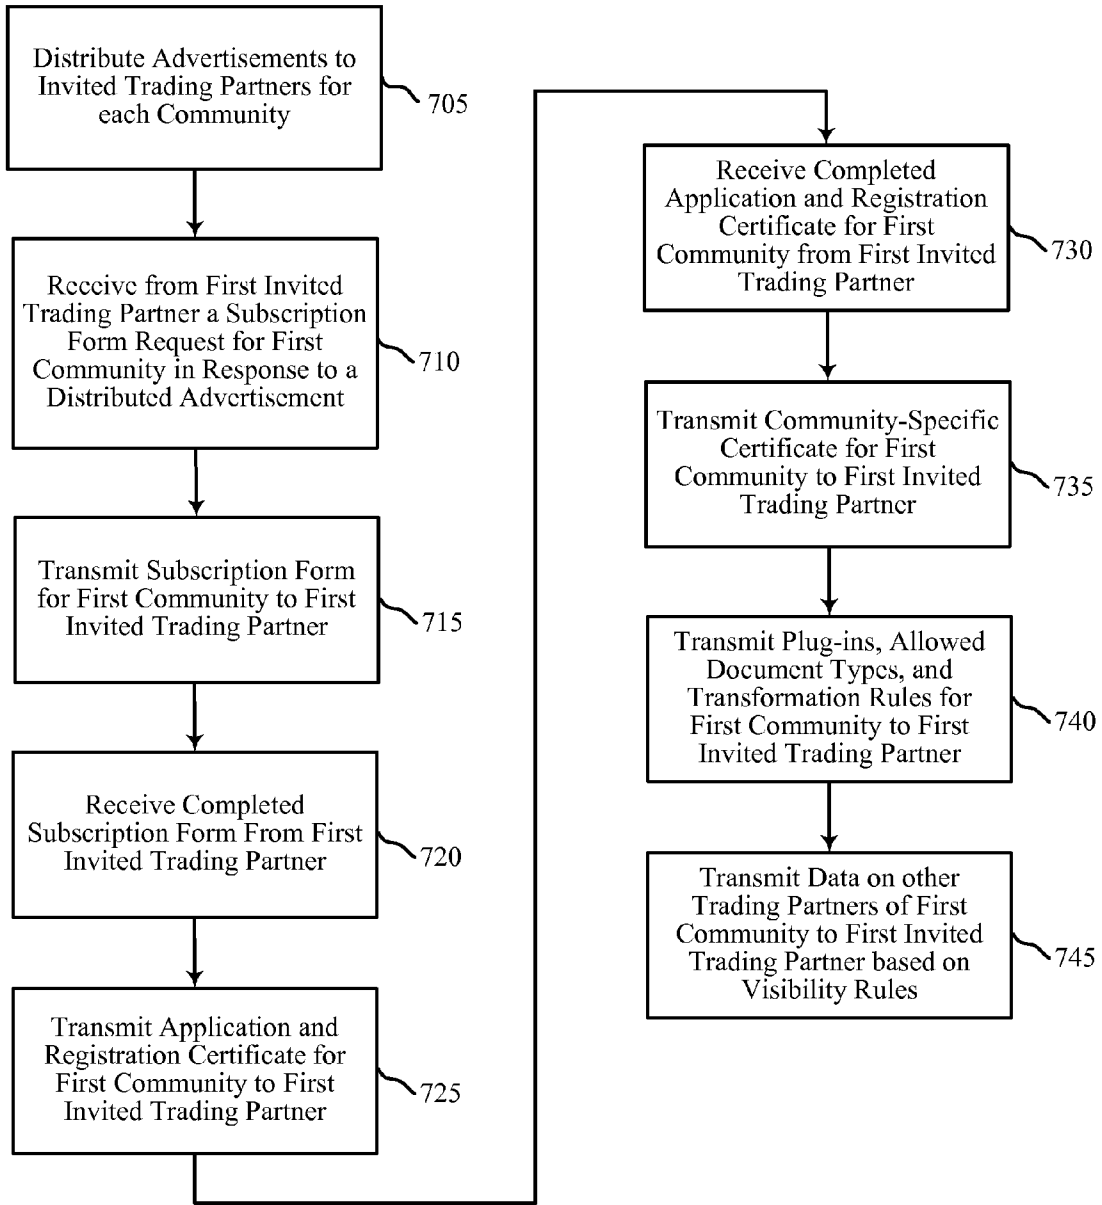 Distribute Advertisements to
Invited Trading Partners for
each Community
705
Receive from First Invited
Trading Partner a Subscription
Form Request for First
Community in Response to a
Distributed Advertisement
710
Transmit Subscription Form
for First Community to First
Invited Trading Partner
715
Receive Completed
Subscription Form From First
Invited Trading Partner
720
Transmit Application and
Registration Certificate for
First Community to First
Invited Trading Partner
725
Receive Completed
Application and Registration
Certificate for First
Community from First Invited
Trading Partner
730
Transmit Community-Specific
Certificate for First
Community to First Invited
Trading Partner
735
Transmit Plug-ins, Allowed
Document Types, and
Transformation Rules for
First Community to First
Invited Trading Partner
740
Transmit Data on other
Trading Partners of First
Community to First Invited
Trading Partner based on
Visibility Rules
745